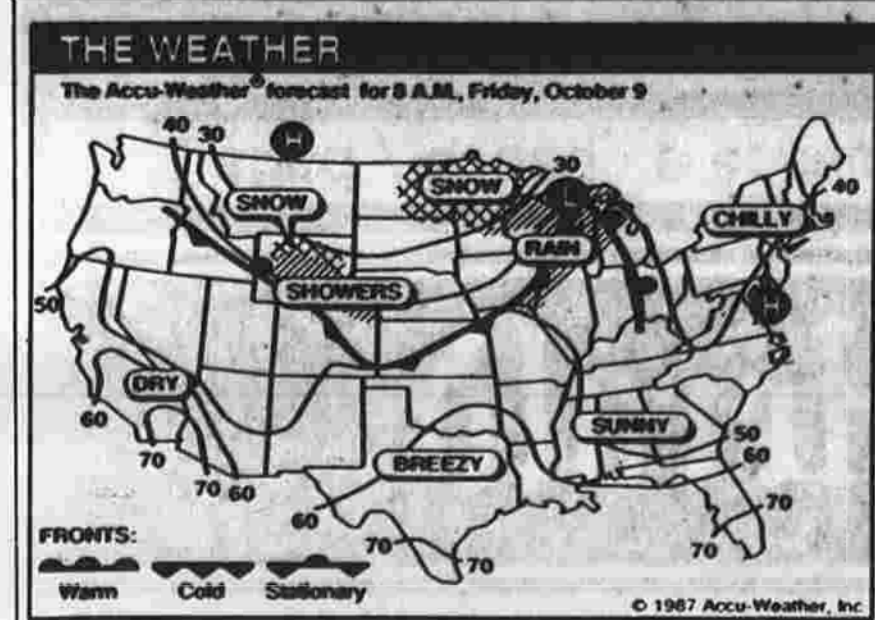 THE WEATHER
The Accu-Weather® forecast for 8 A.M., Friday, October 9
40 30 H
SNOW
SNOW
30
L
RAIN
CHILLY
40
SHOWERS
H
50
DRY
60
70
70 60
BREEZY
SUNNY
50
60
60
70
70
70
70
FRONTS:
Warm Cold Stationary
© 1987 Accu-Weather, Inc